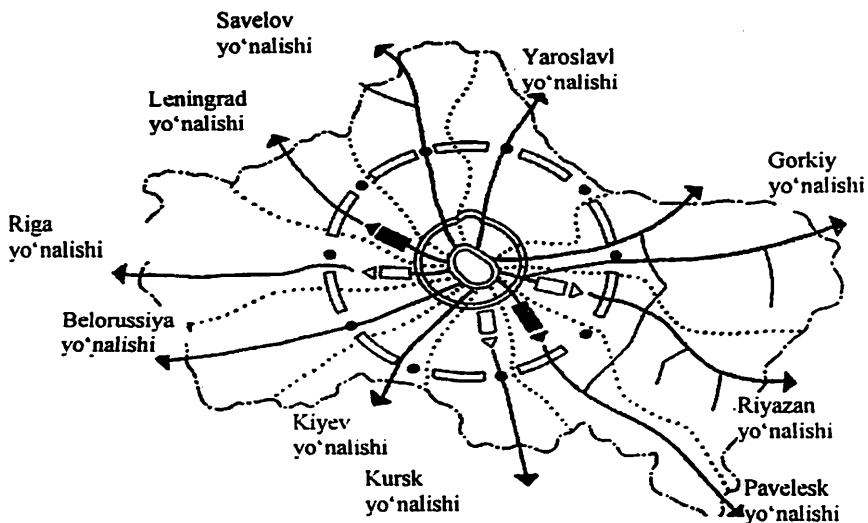 Savelov
yo‘nalishi
Yaroslavl
yo‘nalishi
Leningrad
yo‘nalishi
Gorkiy
yo‘nalishi
Riga
yo‘nalishi
Belorussiya
yo‘nalishi
Kiyev
yo‘nalishi
Riyazan
yo‘nalishi
Kursk
yo‘nalishi
Pavelesk
yo‘nalishi